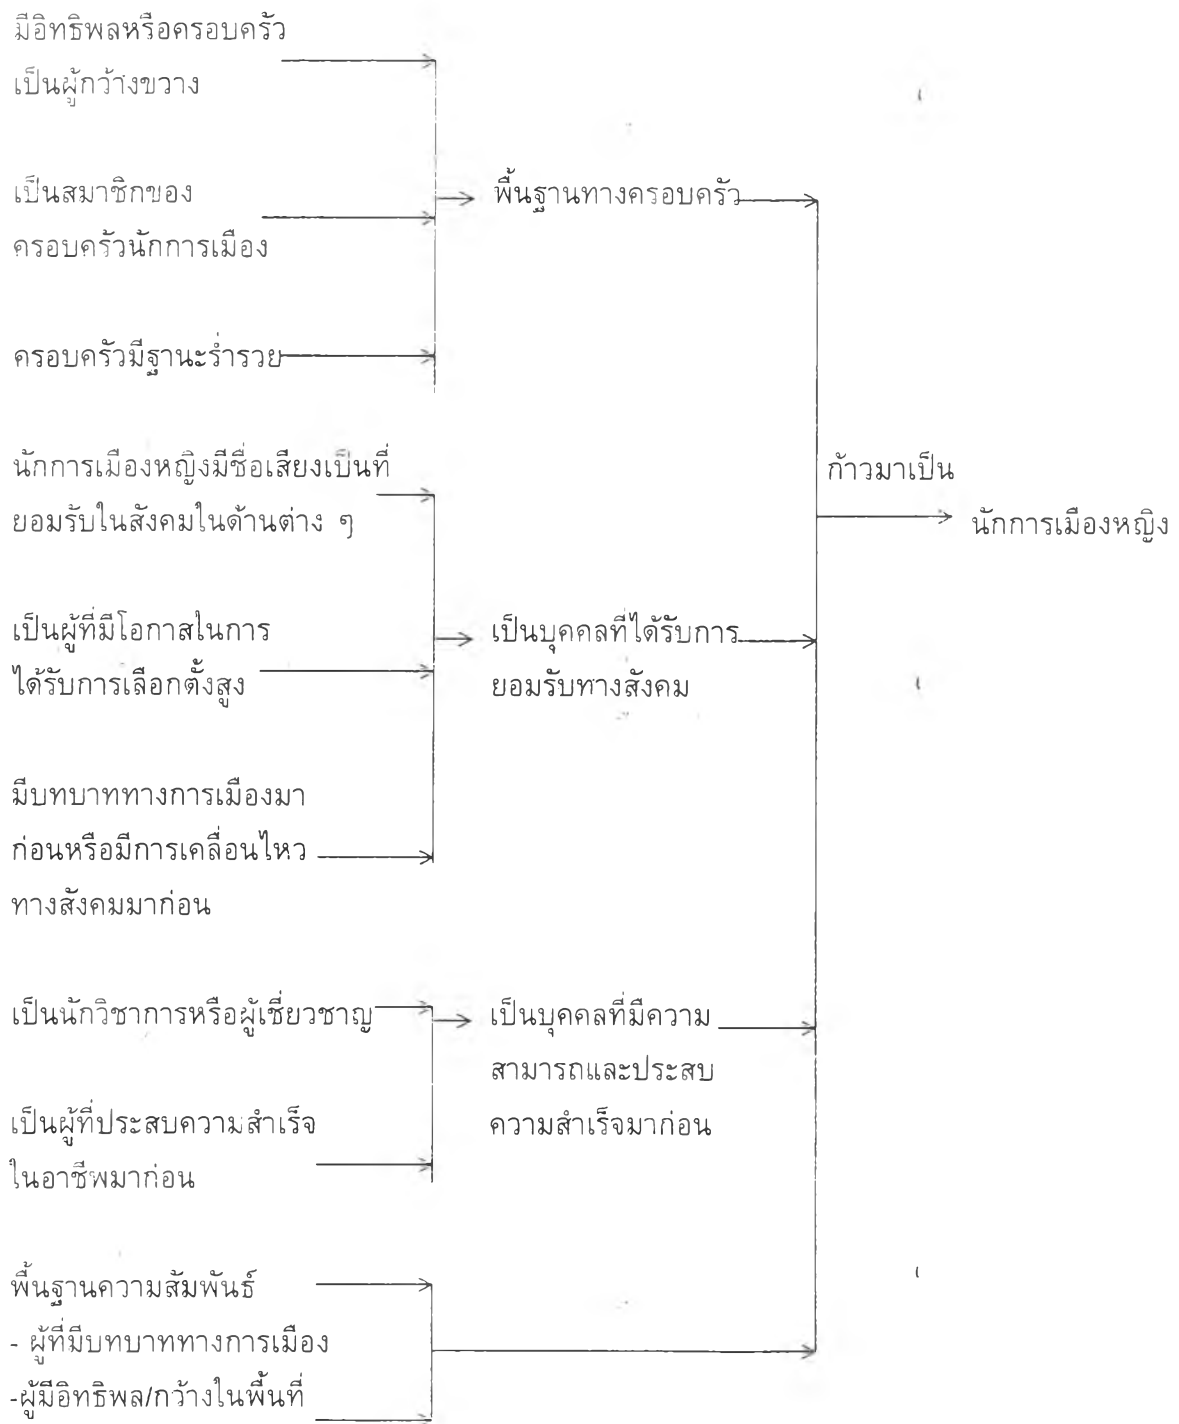 มีอิทธิพลหรือครอบครัว
เป็นผู้กว้างขวาง
เป็นสมาชิกของ
ครอบครัวนักการเมือง
ครอบครัวมีฐานะร่ำรวย
พื้นฐานทางครอบครัว
นักการเมืองหญิงมีชื่อเสียงเป็นที่
ยอมรับในสังคมในด้านต่าง ๆ
เป็นผู้ที่มีโอกาสในการ
ได้รับการเลือกตั้งสูง
มีบทบาททางการเมืองมา
ก่อนหรือมีการเคลื่อนไหว
ทางสังคมมาก่อน
เป็นบุคคลที่ได้รับการ
ยอมรับทางสังคม
เป็นนักวิชาการหรือผู้เชี่ยวชาญ
เป็นผู้ที่ประสบความสำเร็จ
ในอาชีพมาก่อน
เป็นบุคคลที่มีความ
สามารถและประสบ
ความสำเร็จมาก่อน
พื้นฐานความสัมพันธ์
- ผู้ที่มีบทบาททางการเมือง
-ผู้มีอิทธิพล/กว้างในพื้นที่
ก้าวมาเป็น
นักการเมืองหญิง